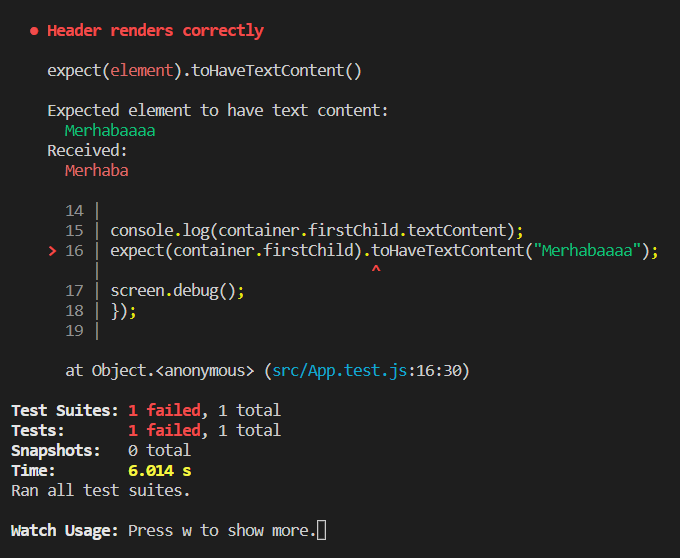 ● Header renders correctly
expect(element).toHaveTextContent()
Expected element to have text content:
Merhabaaaa
Received:
Merhaba
14 |
15 | console.log(container.firstChild.textContent);
> 16 | expect(container.firstChild).toHaveTextContent("Merhabaaaa");
| ^
17 | screen.debug();
18 | });
19 |
at Object.<anonymous> (src/App.test.js:16:30)
Test Suites: 1 failed, 1 total
Tests: 1 failed, 1 total
Snapshots: 0 total
Time: 6.014 s
Ran all test suites.
Watch Usage: Press w to show more.